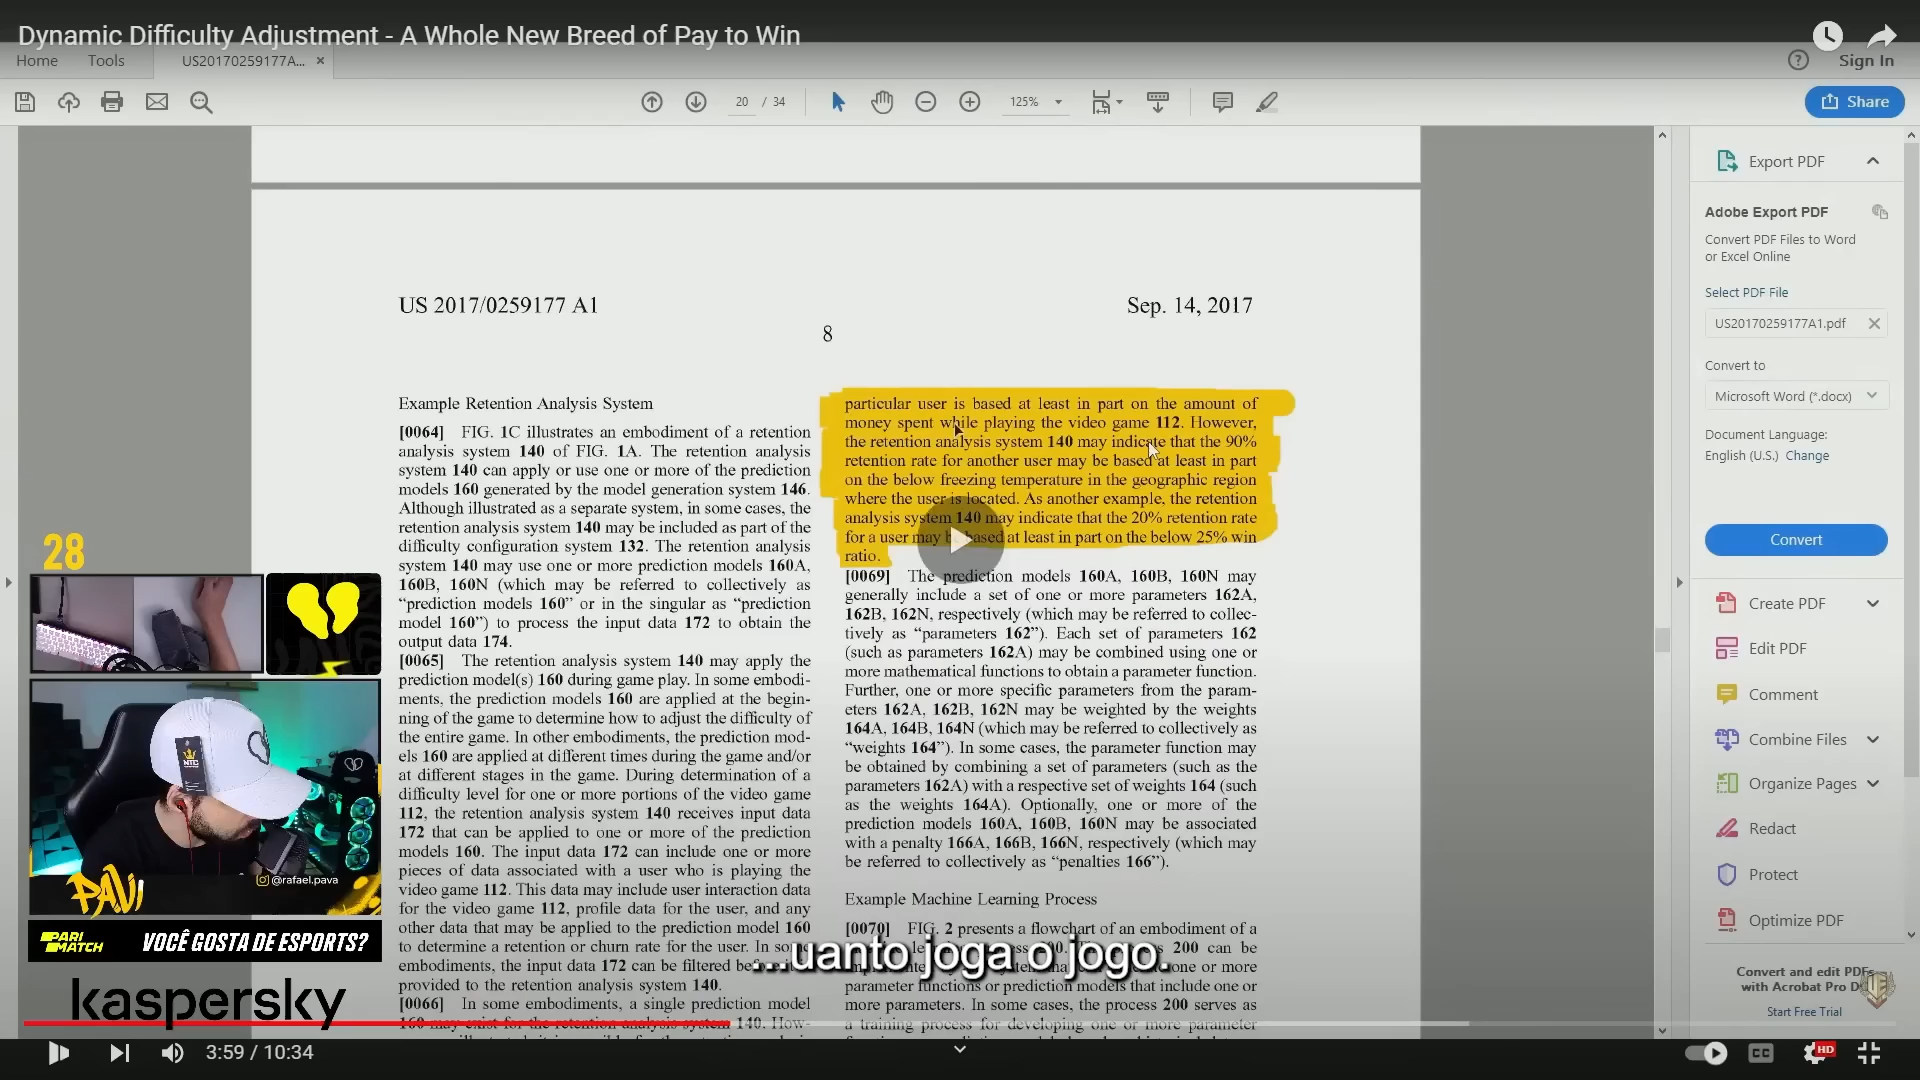 Dynamic Difficulty Adjustment - A Whole New Breed of Pay to Win
Home Tools US20170259177A... × Sign In
20 / 34 125% Share
US 2017/0259177 A1 Sep. 14, 2017
8
Example Retention Analysis System
[0064] FIG. 1C illustrates an embodiment of a retention
analysis system 140 of FIG. 1A. The retention analysis
system 140 can apply or use one or more of the prediction
models 160 generated by the model generation system 146.
Although illustrated as a separate system, in some cases, the
retention analysis system 140 may be included as part of the
difficulty configuration system 132. The retention analysis
system 140 may use one or more prediction models 160A,
160B, 160N (which may be referred to collectively as
“prediction models 160” or in the singular as “prediction
model 160”) to process the input data 172 to obtain the
output data 174.
[0065] The retention analysis system 140 may apply the
prediction model(s) 160 during game play. In some embodi-
ments, the prediction models 160 are applied at the begin-
ning of the game to determine how to adjust the difficulty of
the entire game. In other embodiments, the prediction mod-
els 160 are applied at different times during the game and/or
at different stages in the game. During determination of a
difficulty level for one or more portions of the video game
112, the retention analysis system 140 receives input data
172 that can be applied to one or more of the prediction
models 160. The input data 172 can include one or more
pieces of data associated with a user who is playing the
video game 112. This data may include user interaction data
for the video game 112, profile data for the user, and any
other data that may be applied to the prediction model 160
to determine a retention or churn rate for the user. In some
embodiments, the input data 172 can be filtered
provided to the retention analysis system 140.
[0066] In some embodiments, a single prediction model
160 may exist for the retention analysis system 140. How-
particular user is based at least in part on the amount of
money spent while playing the video game 112. However,
the retention analysis system 140 may indicate that the 90%
retention rate for another user may be based at least in part
on the below freezing temperature in the geographic region
where the user is located. As another example, the retention
analysis system 140 may indicate that the 20% retention rate
for a user may be based at least in part on the below 25% win
ratio.
[0069] The prediction models 160A, 160B, 160N may
generally include a set of one or more parameters 162A,
162B, 162N, respectively (which may be referred to collec-
tively as “parameters 162”). Each set of parameters 162
(such as parameters 162A) may be combined using one or
more mathematical functions to obtain a parameter function.
Further, one or more specific parameters from the param-
eters 162A, 162B, 162N may be weighted by the weights
164A, 164B, 164N (which may be referred to collectively as
“weights 164”). In some cases, the parameter function may
be obtained by combining a set of parameters (such as the
parameters 162A) with a respective set of weights 164 (such
as the weights 164A). Optionally, one or more of the
prediction models 160A, 160B, 160N may be associated
with a penalty 166A, 166B, 166N, respectively (which may
be referred to collectively as “penalties 166”).
Example Machine Learning Process
[0070] FIG. 2 presents a flowchart of an embodiment of a
200 can be
one or more
parameter functions or prediction models that include one or
more parameters. In some cases, the process 200 serves as
a training process for developing one or more parameter
...uanto joga o jogo.
Export PDF
Adobe Export PDF
Convert PDF Files to Word
or Excel Online
Select PDF File
US20170259177A1.pdf
Convert to
Microsoft Word (*.docx)
Document Language:
English (U.S.) Change
Convert
Create PDF
Edit PDF
Comment
Combine Files
Organize Pages
Redact
Protect
Optimize PDF
Convert and edit PDFs
with Acrobat Pro
Start Free Trial
28
NTC
PAVA
@rafael.pava
PARI MATCH VOCÊ GOSTA DE ESPORTS?
kaspersky
3:59 / 10:34
CC HD